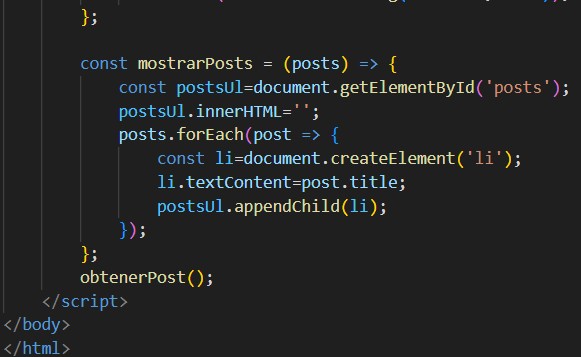 };
const mostrarPosts = (posts) => {
const postsUl=document.getElementById('posts');
postsUl.innerHTML='';
posts.forEach(post => {
const li=document.createElement('li');
li.textContent=post.title;
postsUl.appendChild(li);
});
};
obtenerPost();
</script>
</body>
</html>